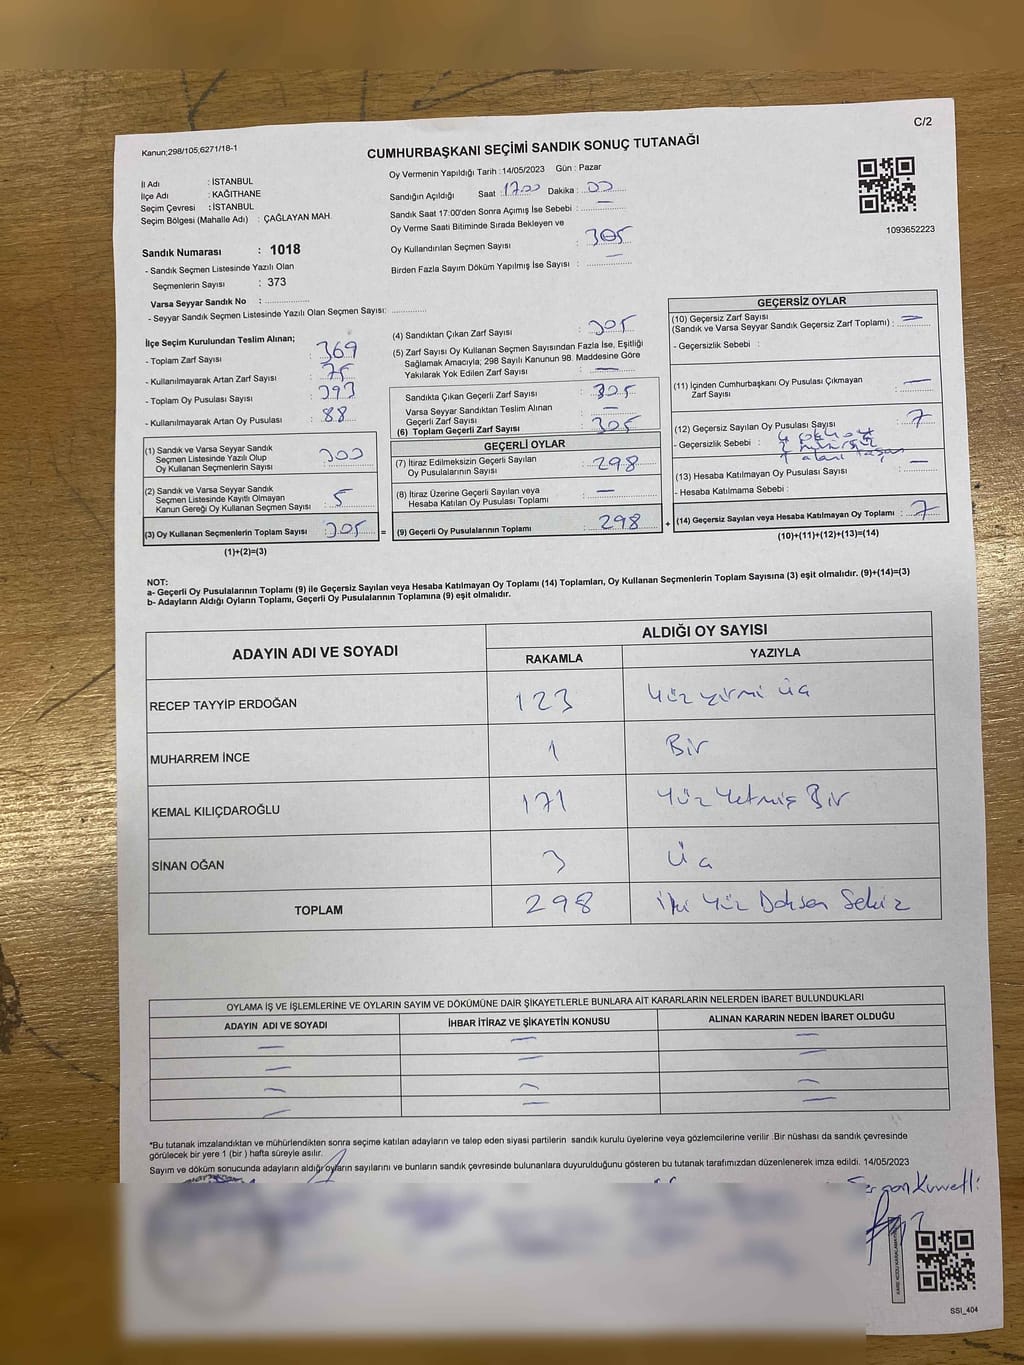 C/2
Kanun;298/105,6271/18-1
CUMHURBAŞKANI SEÇİMİ SANDIK SONUÇ TUTANAĞI
İl Adı : İSTANBUL
İlçe Adı : KAĞITHANE
Seçim Çevresi : İSTANBUL
Seçim Bölgesi (Mahalle Adı) : ÇAĞLAYAN MAH.
Sandık Numarası : 1018
- Sandık Seçmen Listesinde Yazılı Olan
Seçmenlerin Sayısı : 373
Varsa Seyyar Sandık No :
- Seyyar Sandık Seçmen Listesinde Yazılı Olan Seçmen Sayısı:
Oy Vermenin Yapıldığı Tarih : 14/05/2023 Gün : Pazar
Sandığın Açıldığı Saat : 17:00 Dakika : 00
Sandık Saat 17:00'den Sonra Açımış İse Sebebi : —
Oy Verme Saati Bitiminde Sırada Bekleyen ve
Oy Kullandırılan Seçmen Sayısı : 305
Birden Fazla Sayım Döküm Yapılmış İse Sayısı : —
1093652223
İlçe Seçim Kurulundan Teslim Alınan;
- Toplam Zarf Sayısı : 369
- Kullanılmayarak Artan Zarf Sayısı : 75
- Toplam Oy Pusulası Sayısı : 393
- Kullanılmayarak Artan Oy Pusulası : 88
(1) Sandık ve Varsa Seyyar Sandık
Seçmen Listesinde Yazılı Olup
Oy Kullanan Seçmenlerin Sayısı : 300
(2) Sandık ve Varsa Seyyar Sandık
Seçmen Listesinde Kayıtlı Olmayan
Kanun Gereği Oy Kullanan Seçmen Sayısı : 5
(3) Oy Kullanan Seçmenlerin Toplam Sayısı : 305
(1)+(2)=(3)
(4) Sandıktan Çıkan Zarf Sayısı : 305
(5) Zarf Sayısı Oy Kullanan Seçmen Sayısından Fazla İse, Eşitliği
Sağlamak Amacıyla; 298 Sayılı Kanunun 98. Maddesine Göre
Yakılarak Yok Edilen Zarf Sayısı : —
Sandıkta Çıkan Geçerli Zarf Sayısı : 305
Varsa Seyyar Sandıktan Teslim Alınan
Geçerli Zarf Sayısı : —
(6) Toplam Geçerli Zarf Sayısı : 305
GEÇERLİ OYLAR
(7) İtiraz Edilmeksizin Geçerli Sayılan
Oy Pusulalarının Sayısı : 298
(8) İtiraz Üzerine Geçerli Sayılan veya
Hesaba Katılan Oy Pusulası Toplamı : —
= (9) Geçerli Oy Pusulalarının Toplamı : 298 +
GEÇERSİZ OYLAR
(10) Geçersiz Zarf Sayısı
(Sandık ve Varsa Seyyar Sandık Geçersiz Zarf Toplamı) : —
- Geçersizlik Sebebi :
(11) İçinden Cumhurbaşkanı Oy Pusulası Çıkmayan
Zarf Sayısı : —
(12) Geçersiz Sayılan Oy Pusulası Sayısı : 7
- Geçersizlik Sebebi :
(13) Hesaba Katılmayan Oy Pusulası Sayısı : —
- Hesaba Katılmama Sebebi :
(14) Geçersiz Sayılan veya Hesaba Katılmayan Oy Toplamı : 7
(10)+(11)+(12)+(13)=(14)
NOT:
a- Geçerli Oy Pusulalarının Toplamı (9) ile Geçersiz Sayılan veya Hesaba Katılmayan Oy Toplamı (14) Toplamları, Oy Kullanan Seçmenlerin Toplam Sayısına (3) eşit olmalıdır. (9)+(14)=(3)
b- Adayların Aldığı Oyların Toplamı, Geçerli Oy Pusulalarının Toplamına (9) eşit olmalıdır.
ADAYIN ADI VE SOYADI ALDIĞI OY SAYISI
RAKAMLA YAZIYLA
RECEP TAYYİP ERDOĞAN 123 Yüz yirmi üç
MUHARREM İNCE 1 Bir
KEMAL KILIÇDAROĞLU 171 Yüz Yetmiş Bir
SİNAN OĞAN 3 Üç
TOPLAM 298 İki Yüz Doksan Sekiz
OYLAMA İŞ VE İŞLEMLERİNE VE OYLARIN SAYIM VE DÖKÜMÜNE DAİR ŞİKAYETLERLE BUNLARA AİT KARARLARIN NELERDEN İBARET BULUNDUKLARI
ADAYIN ADI VE SOYADI İHBAR İTİRAZ VE ŞİKAYETİN KONUSU ALINAN KARARIN NEDEN İBARET OLDUĞU
— — —
— — —
— — —
— — —
*Bu tutanak imzalandıktan ve mühürlendikten sonra seçime katılan adayların ve talep eden siyasi partilerin sandık kurulu üyelerine veya gözlemcilerine verilir .Bir nüshası da sandık çevresinde
görülecek bir yere 1 (bir ) hafta süreyle asılır.
Sayım ve döküm sonucunda adayların aldığı oyların sayılarını ve bunların sandık çevresinde bulunanlara duyurulduğunu gösteren bu tutanak tarafımızdan düzenlenerek imza edildi. 14/05/2023
SSI_404